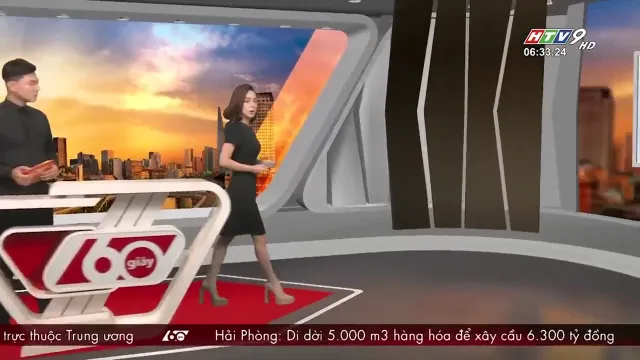 HTV9 HD
06:33:24
60 giây
trực thuộc Trung ương 60 Hải Phòng: Di dời 5.000 m3 hàng hóa để xây cầu 6.300 tỷ đồng